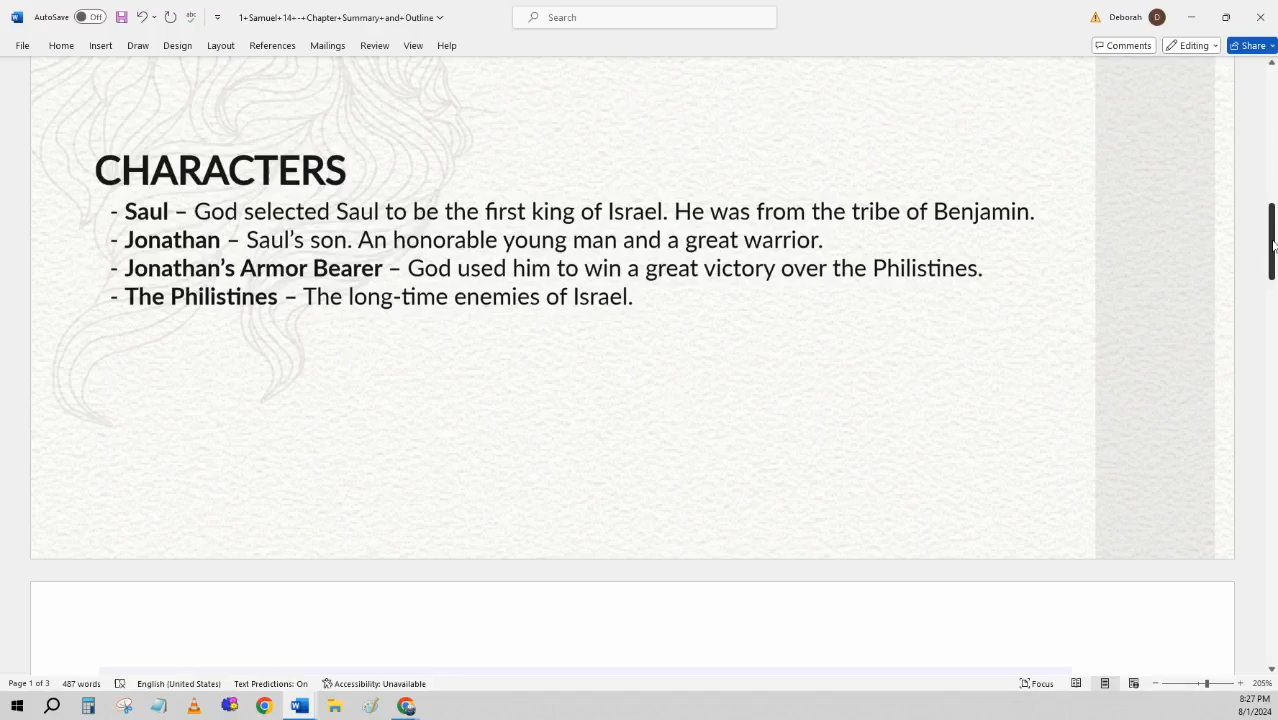 AutoSave Off
1+Samuel+14+-+Chapter+Summary+and+Outline
Search
Deborah D
File Home Insert Draw Design Layout References Mailings Review View Help
Comments Editing Share
CHARACTERS
- Saul – God selected Saul to be the first king of Israel. He was from the tribe of Benjamin.
- Jonathan – Saul’s son. An honorable young man and a great warrior.
- Jonathan’s Armor Bearer – God used him to win a great victory over the Philistines.
- The Philistines – The long-time enemies of Israel.
Page 1 of 3 487 words English (United States) Text Predictions: On Accessibility: Unavailable Focus 205%
8:27 PM
8/1/2024